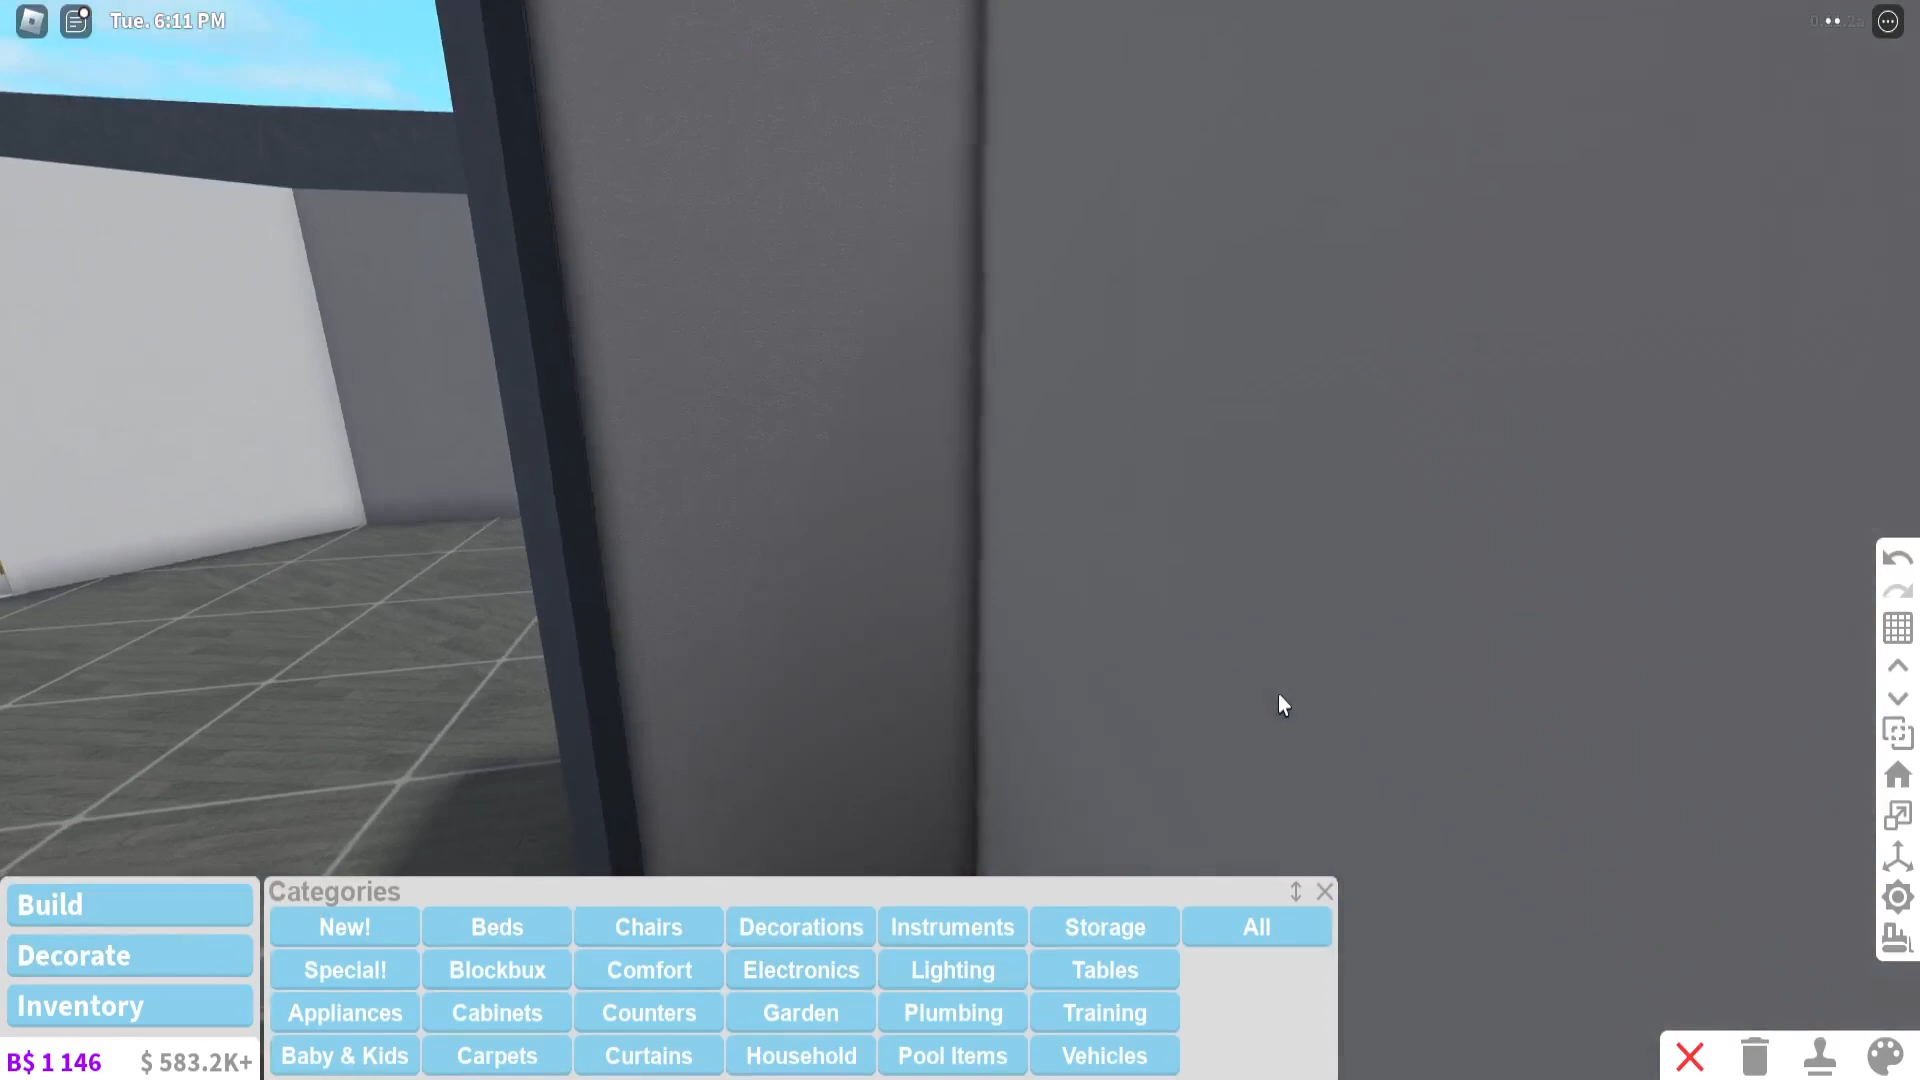 Tue. 6:11 PM
Build
Decorate
Inventory
B$ 1 146 $ 583.2K+
Categories
New! Beds Chairs Decorations Instruments Storage All
Special! Blockbux Comfort Electronics Lighting Tables
Appliances Cabinets Counters Garden Plumbing Training
Baby & Kids Carpets Curtains Household Pool Items Vehicles